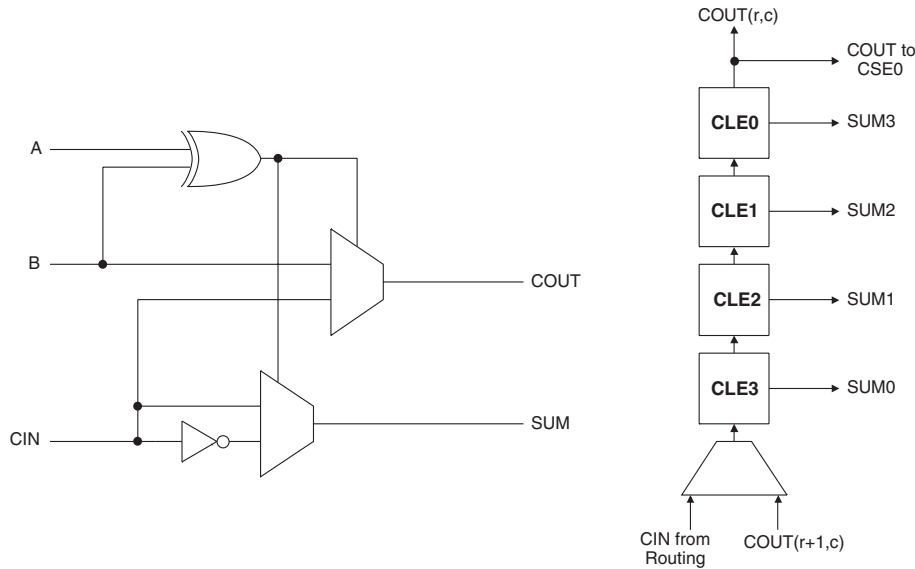 A
B
CIN
COUT
SUM
COUT(r,c)
COUT to
CSE0
CLE0
SUM3
CLE1
SUM2
CLE2
SUM1
CLE3
SUM0
CIN from
Routing
COUT(r+1,c)